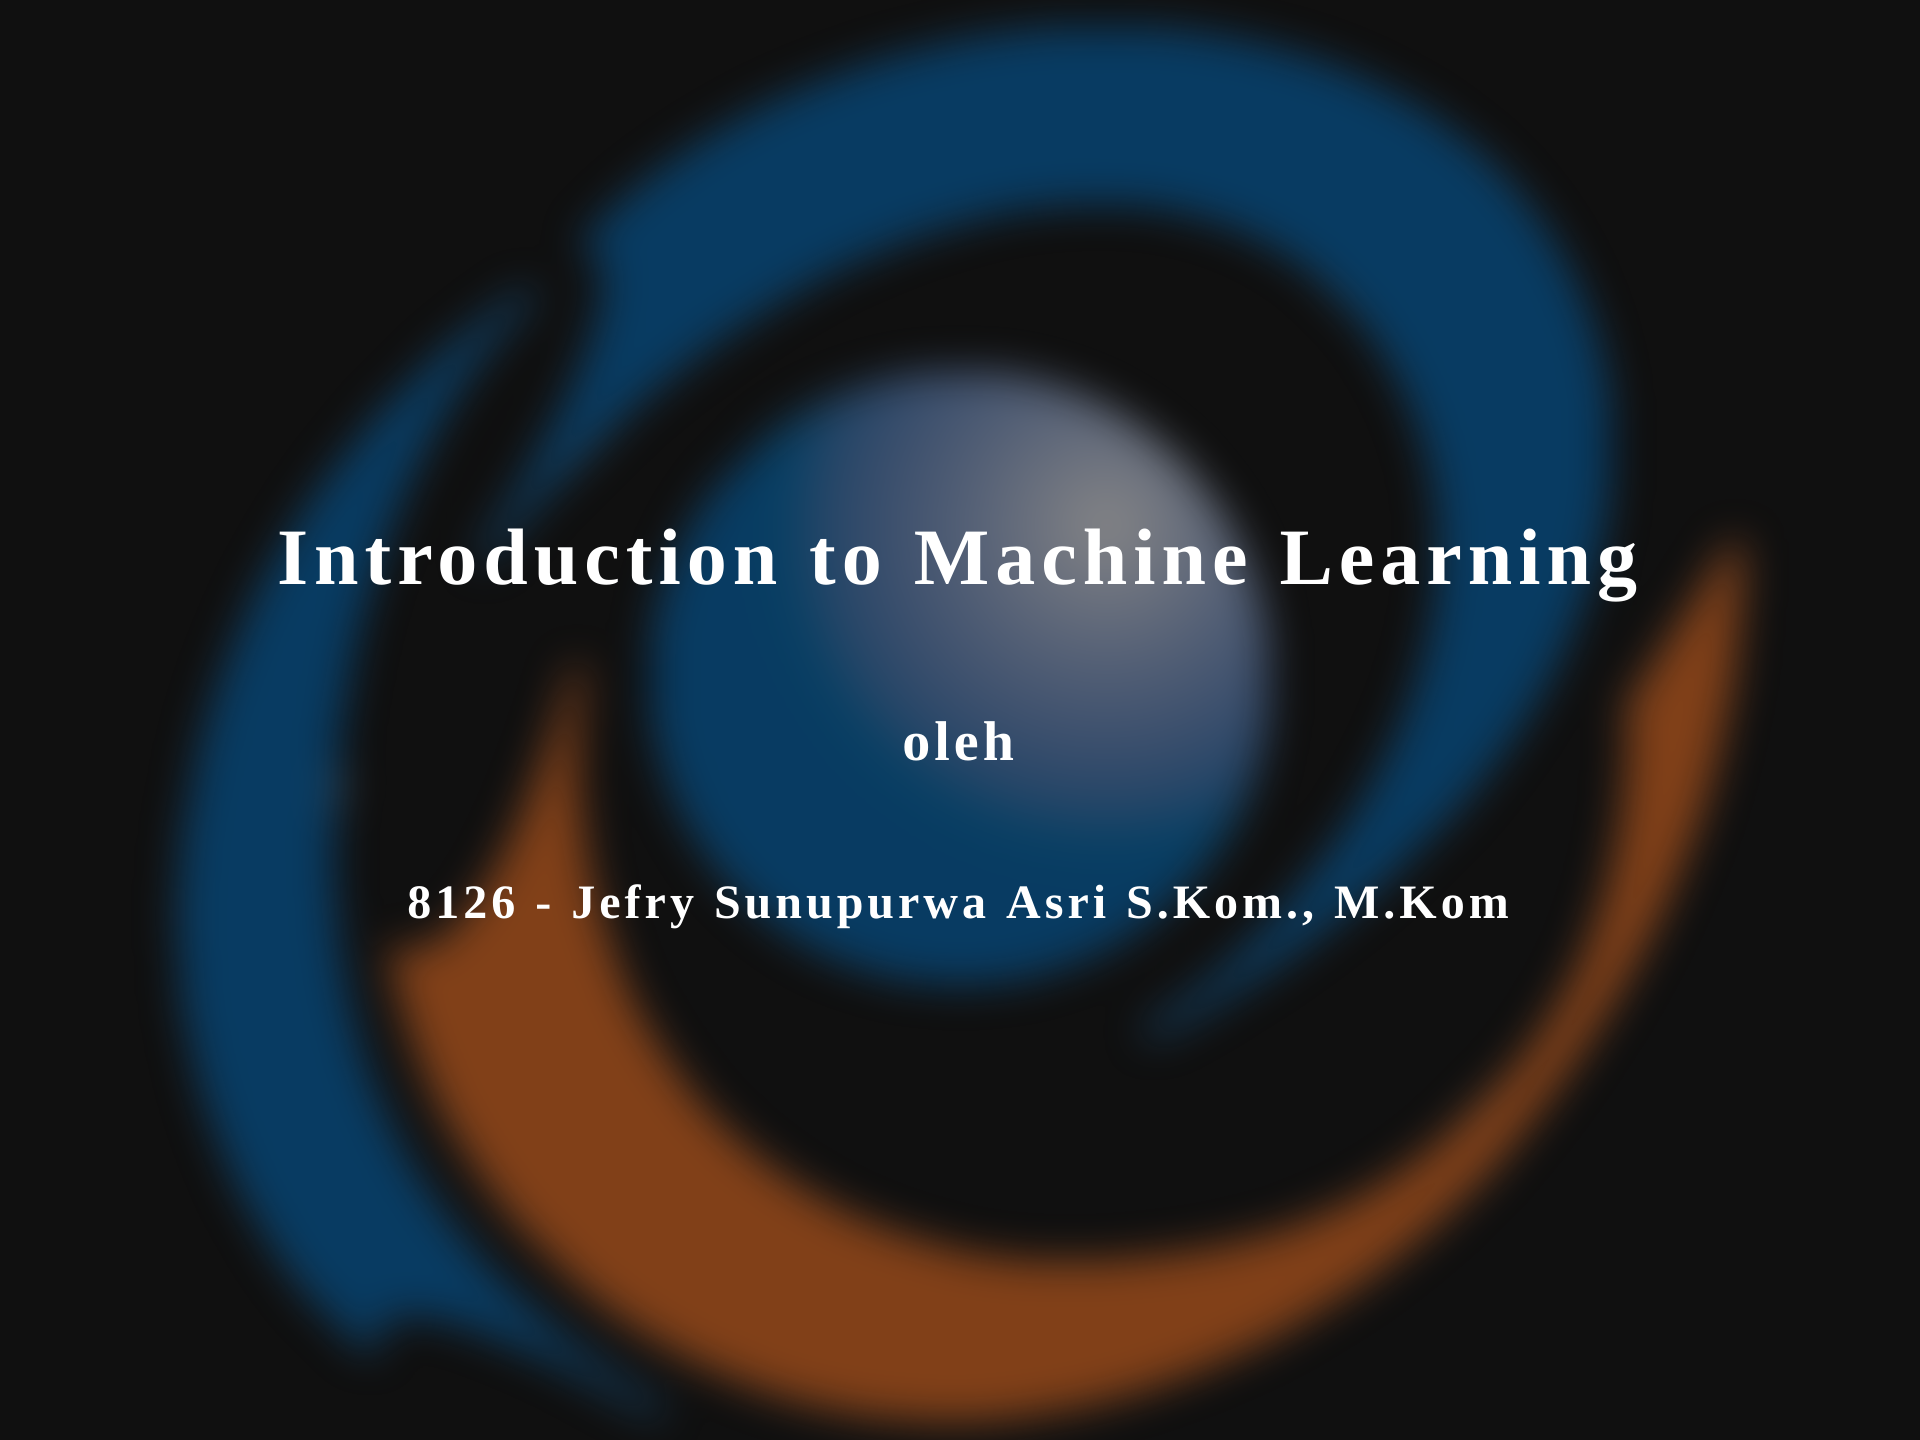 Introduction to Machine Learning
oleh
8126 - Jefry Sunupurwa Asri S.Kom., M.Kom